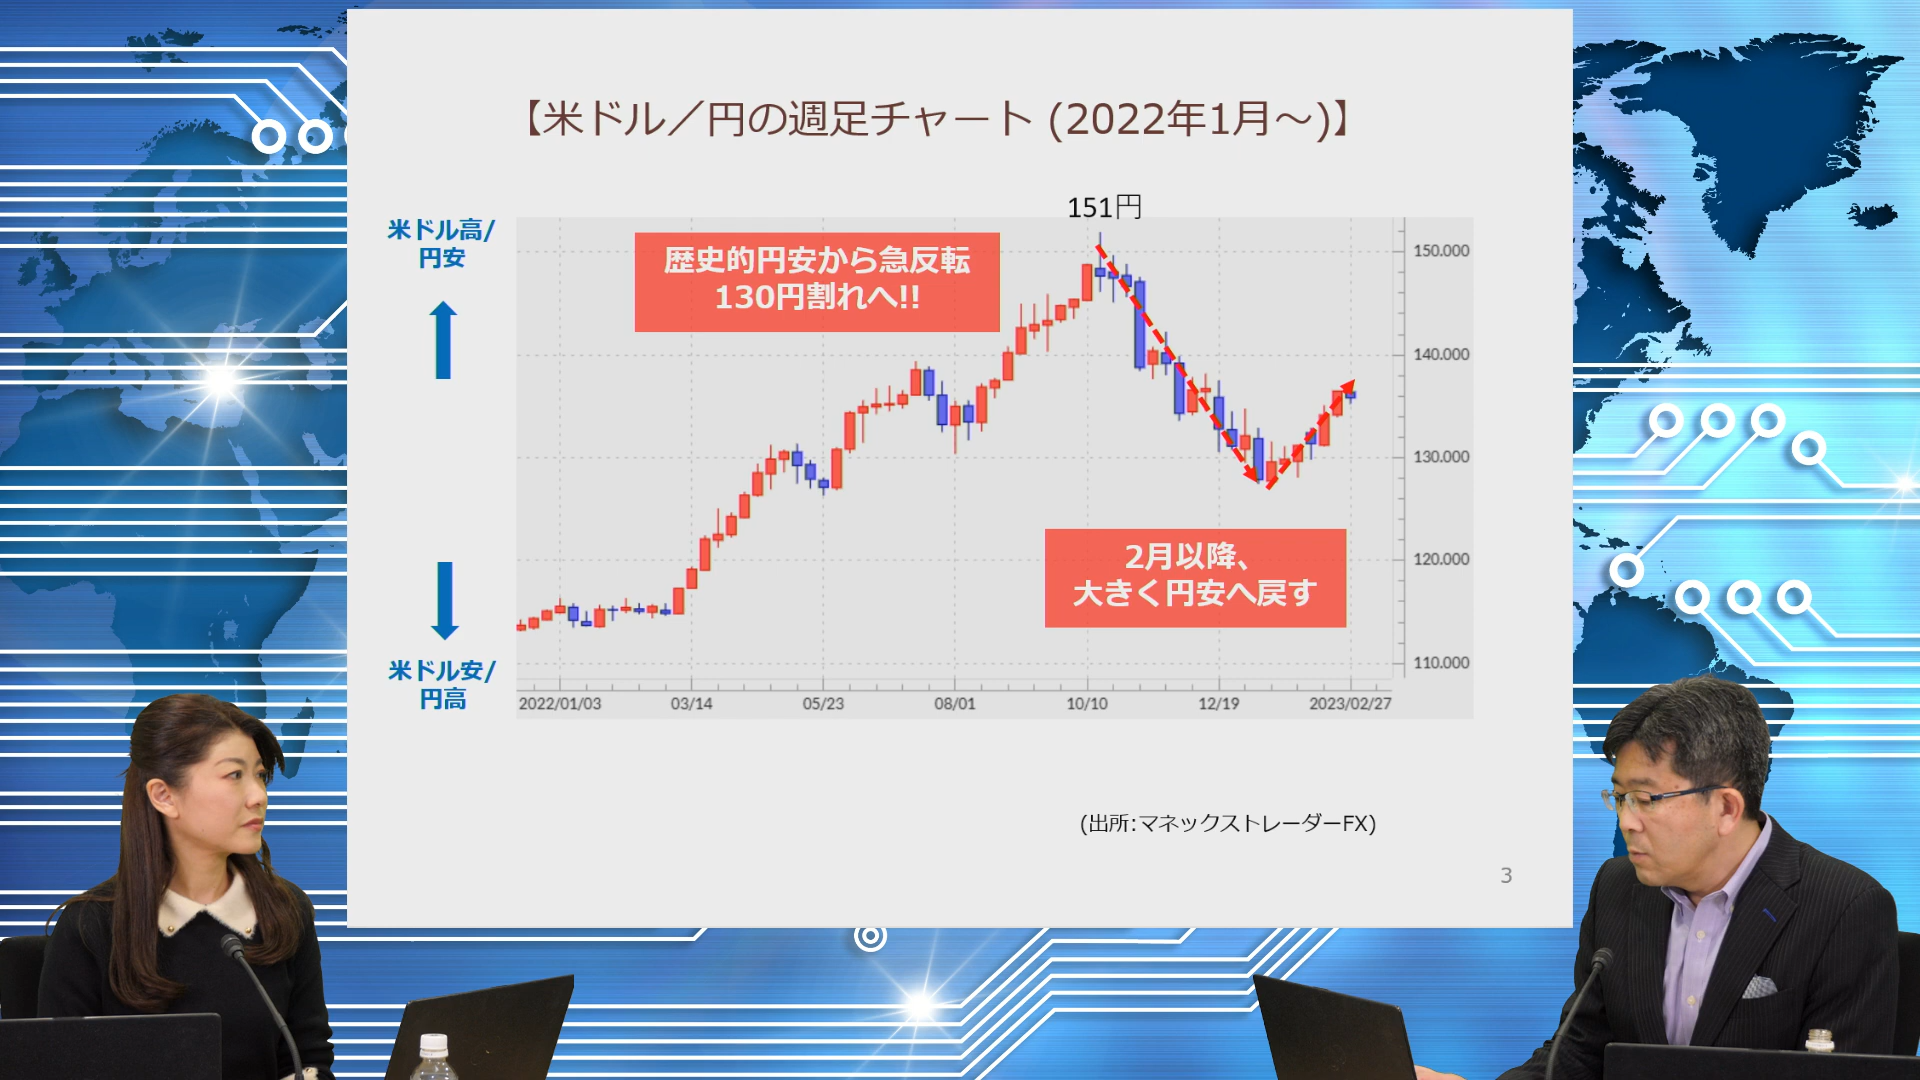 【米ドル／円の週足チャート (2022年1月～)】
151円
米ドル高/
円安
歴史的円安から急反転
130円割れへ!!
150.000
140.000
130.000
2月以降、
大きく円安へ戻す
120.000
110.000
米ドル安/
円高
2022/01/03 03/14 05/23 08/01 10/10 12/19 2023/02/27
(出所:マネックストレーダーFX)
3